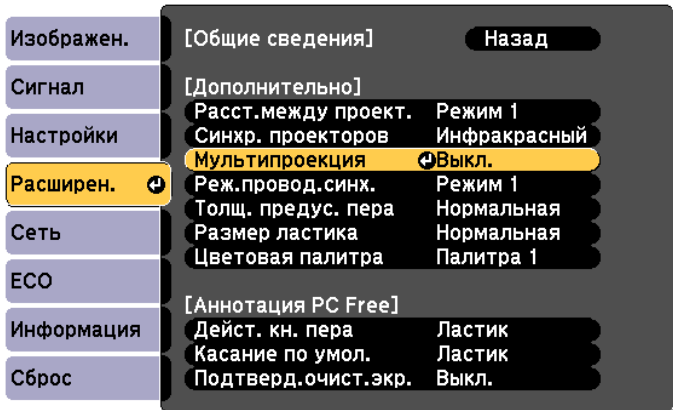 Изображен.
Сигнал
Настройки
Расширен.
Сеть
ECO
Информация
Сброс
[Общие сведения] Назад
[Дополнительно]
Расст.между проект. Режим 1
Синхр. проекторов Инфракрасный
Мультипроекция Выкл.
Реж.провод.синх. Режим 1
Толщ. предус. пера Нормальная
Размер ластика Нормальная
Цветовая палитра Палитра 1
[Аннотация PC Free]
Дейст. кн. пера Ластик
Касание по умол. Ластик
Подтверд.очист.экр. Выкл.